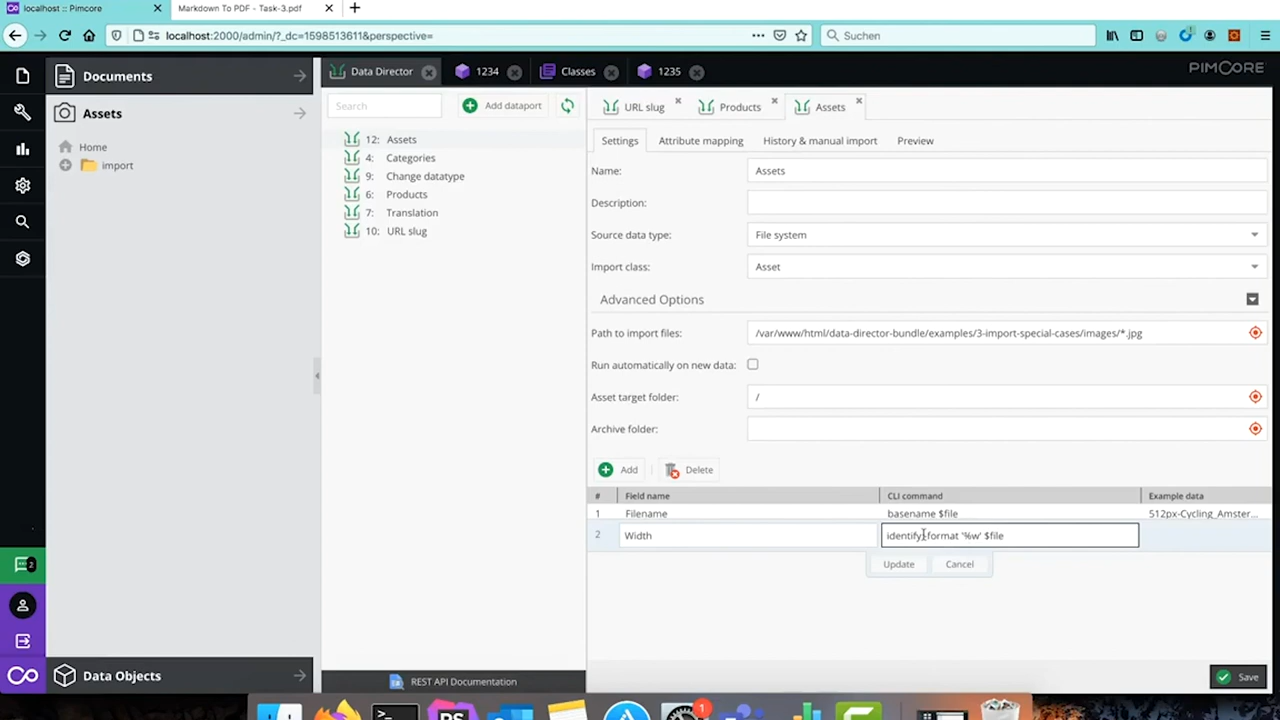 localhost :: Pimcore
Markdown To PDF - Task-3.pdf
localhost:2000/admin/?_dc=1598513611&perspective=
Suchen
Documents
Data Director
1234
Classes
1235
PIMCORE
Assets
Home
import
Search
Add dataport
12: Assets
4: Categories
9: Change datatype
6: Products
7: Translation
10: URL slug
URL slug
Products
Assets
Settings
Attribute mapping
History & manual import
Preview
Name:
Assets
Description:
Source data type:
File system
Import class:
Asset
Advanced Options
Path to import files:
/var/www/html/data-director-bundle/examples/3-import-special-cases/images/*.jpg
Run automatically on new data:
Asset target folder:
/
Archive folder:
Add
Delete
# Field name CLI command Example data
1 Filename basename $file 512px-Cycling_Amster...
2 Width identify -format '%w' $file
Update
Cancel
2
Data Objects
REST API Documentation
Save
PS
1